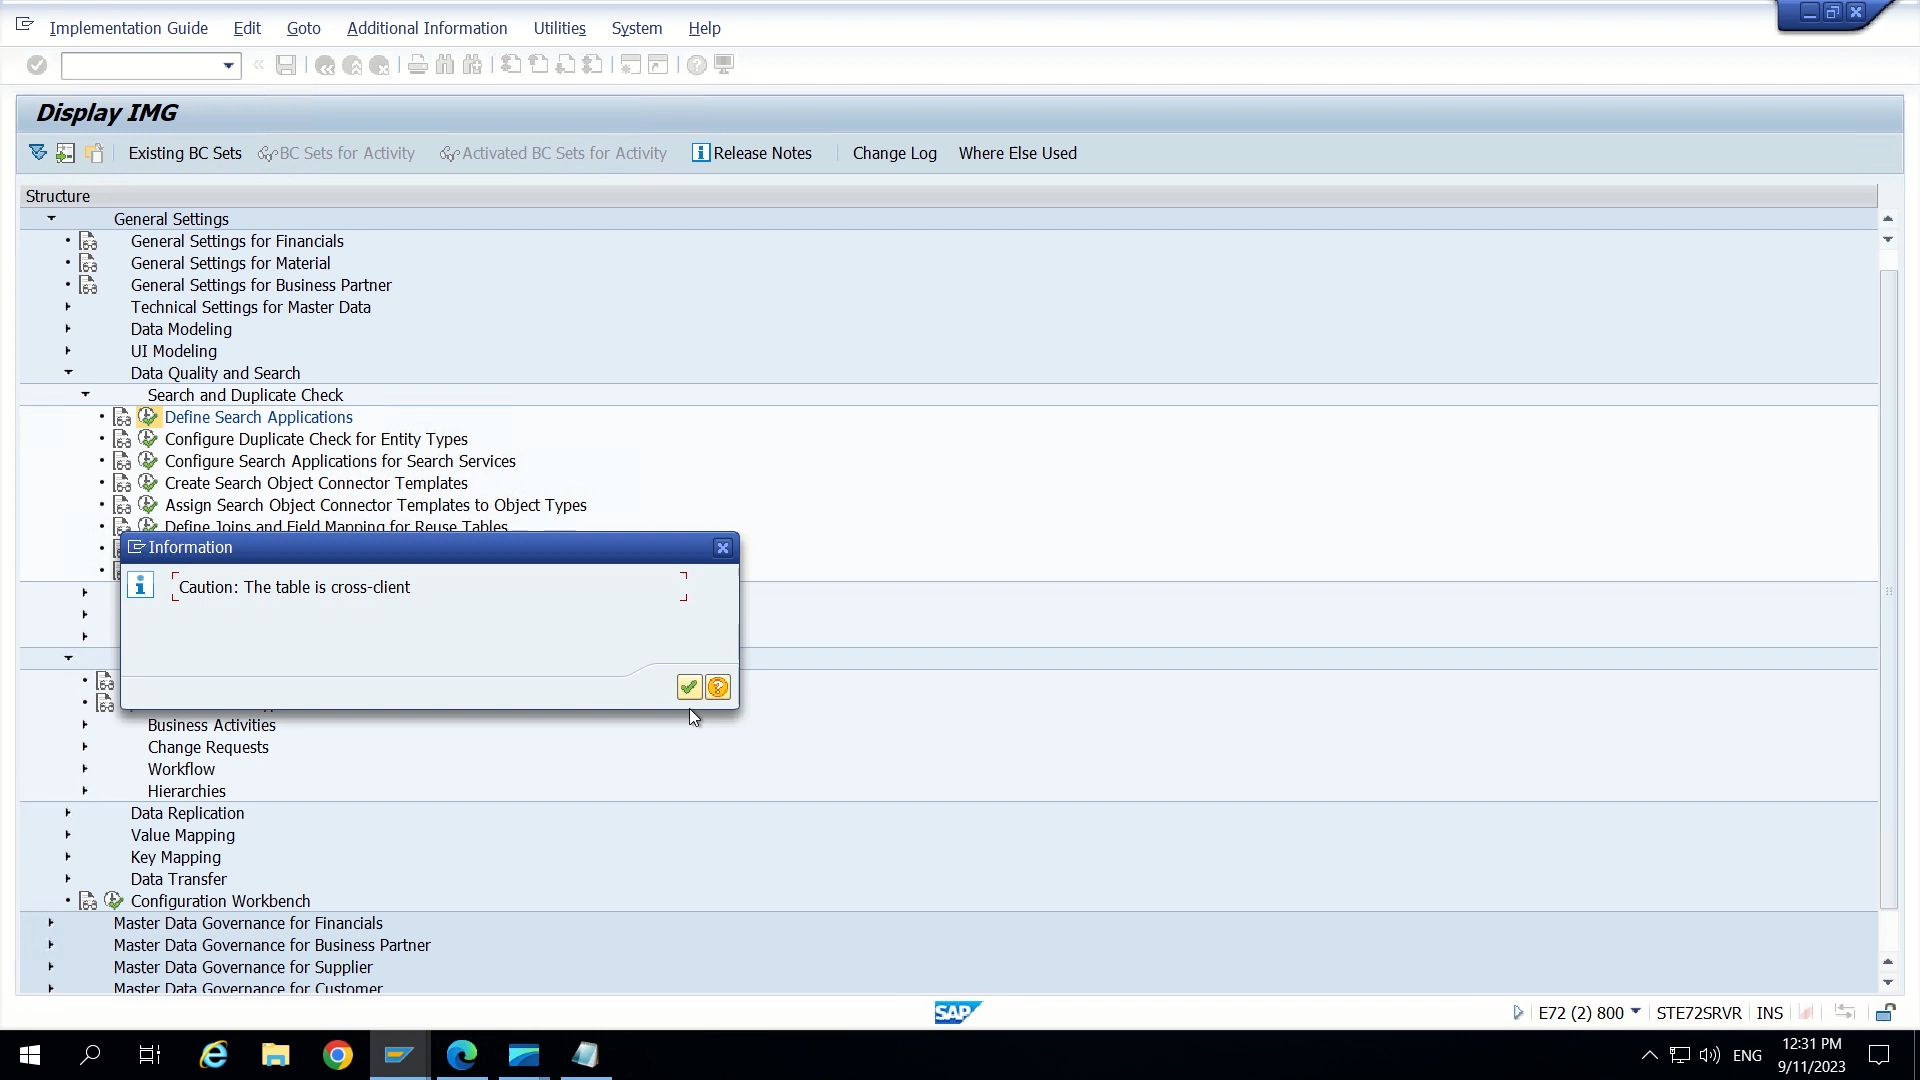 Implementation Guide Edit Goto Additional Information Utilities System Help
Display IMG
Existing BC Sets BC Sets for Activity Activated BC Sets for Activity Release Notes Change Log Where Else Used
Structure
General Settings
General Settings for Financials
General Settings for Material
General Settings for Business Partner
Technical Settings for Master Data
Data Modeling
UI Modeling
Data Quality and Search
Search and Duplicate Check
Define Search Applications
Configure Duplicate Check for Entity Types
Configure Search Applications for Search Services
Create Search Object Connector Templates
Assign Search Object Connector Templates to Object Types
Define Joins and Field Mapping for Reuse Tables
Information
Caution: The table is cross-client
Business Activities
Change Requests
Workflow
Hierarchies
Data Replication
Value Mapping
Key Mapping
Data Transfer
Configuration Workbench
Master Data Governance for Financials
Master Data Governance for Business Partner
Master Data Governance for Supplier
Master Data Governance for Customer
SAP
E72 (2) 800 STE72SRVR INS
ENG
12:31 PM
9/11/2023